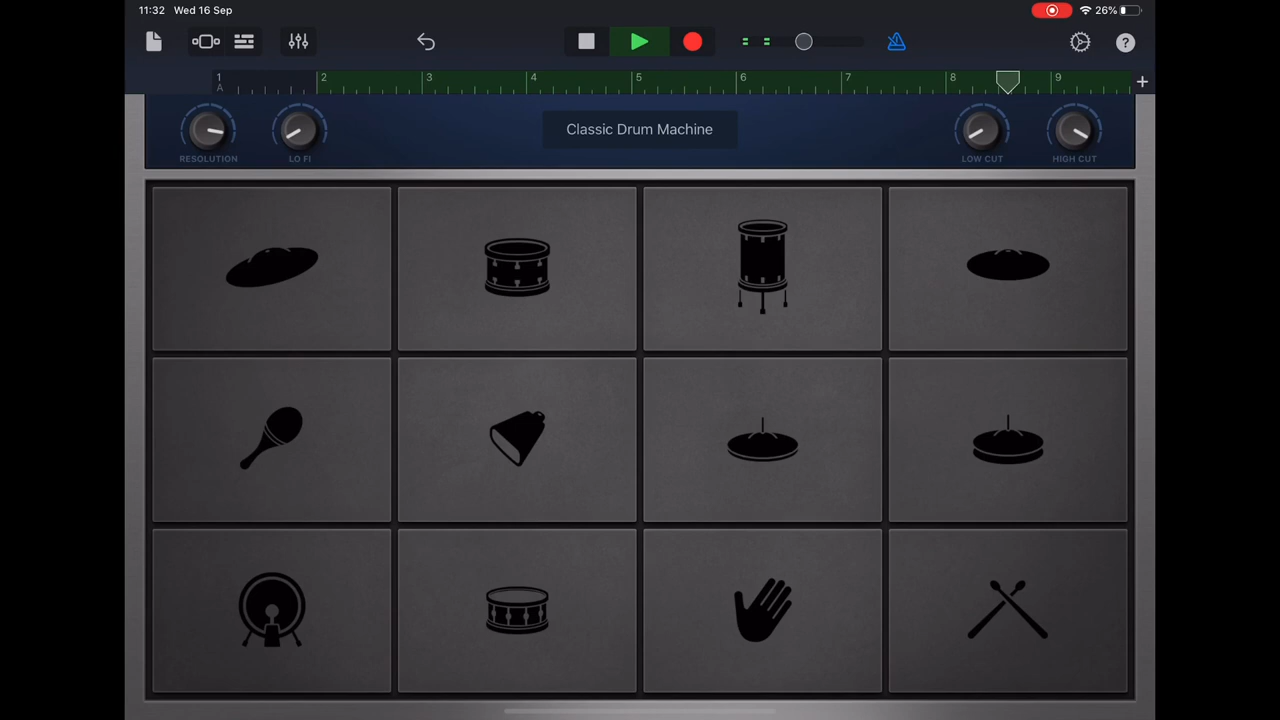 11:32 Wed 16 Sep
26%
?
1 2 3 4 5 6 7 8 9 +
A
Classic Drum Machine
RESOLUTION LO FI LOW CUT HIGH CUT